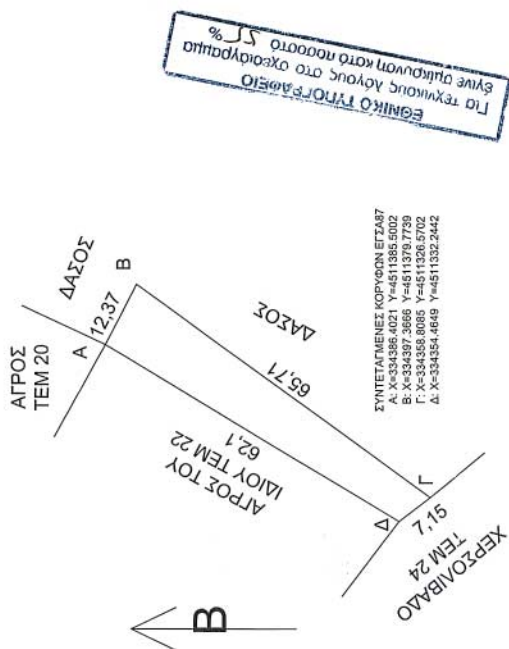 ΕΘΝΙΚΟ ΤΥΠΟΓΡΑΦΕΙΟ
Για τεχνικους λόγους στο σχεδιάγραμμα
έγινε σμίκρυνση κατά ποσοστό 55 %
ΑΓΡΟΣ
ΤΕΜ 20
ΔΑΣΟΣ
Α
12,37
Β
ΔΑΣΟΣ
65,71
62,1
ΑΓΡΟΣ ΤΟΥ
ΙΔΙΟΥ ΤΕΜ 22
Δ
Γ
7,15
ΧΕΡΣΟΛΙΒΑΔΟ
ΤΕΜ 24
Β
ΣΥΝΤΕΤΑΓΜΕΝΕΣ ΚΟΡΥΦΩΝ ΕΓΣΑ87
Α: Χ=334386.4021 Υ=4511385.5002
Β: Χ=334397.3666 Υ=4511379.7739
Γ: Χ=334358.8085 Υ=4511326.5702
Δ: Χ=334354.4649 Υ=4511332.2442